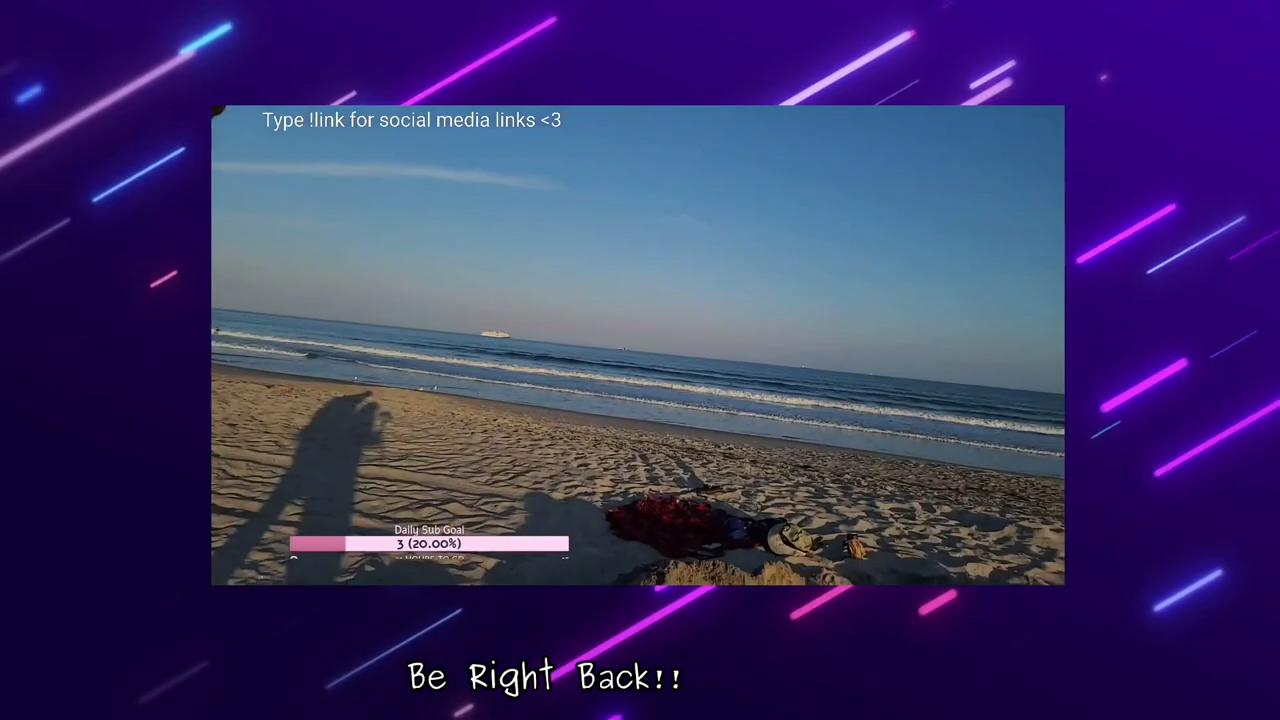 Type !link for social media links <3
Daily Sub Goal
3 (20.00%)
Be Right Back!!